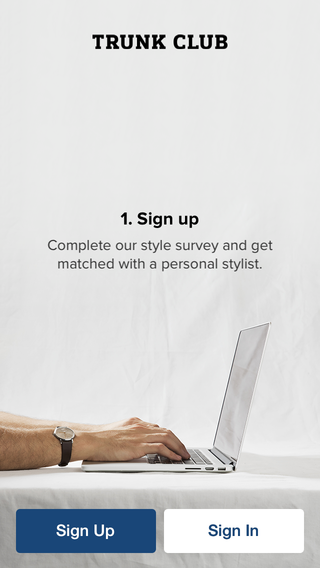 TRUNK CLUB
1. Sign up
Complete our style survey and get
matched with a personal stylist.
Sign Up
Sign In